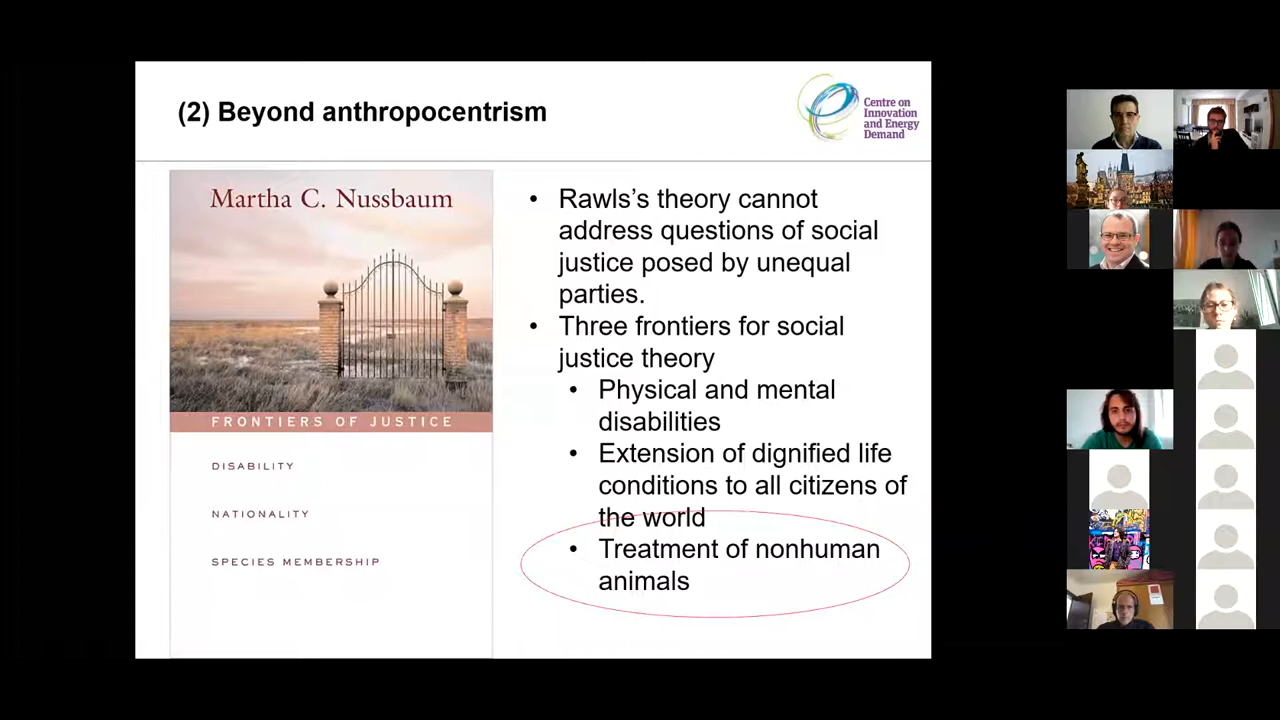 (2) Beyond anthropocentrism
Centre on
Innovation
and Energy
Demand
Martha C. Nussbaum
FRONTIERS OF JUSTICE
DISABILITY
NATIONALITY
SPECIES MEMBERSHIP
• Rawls’s theory cannot
address questions of social
justice posed by unequal
parties.
• Three frontiers for social
justice theory
• Physical and mental
disabilities
• Extension of dignified life
conditions to all citizens of
the world
• Treatment of nonhuman
animals